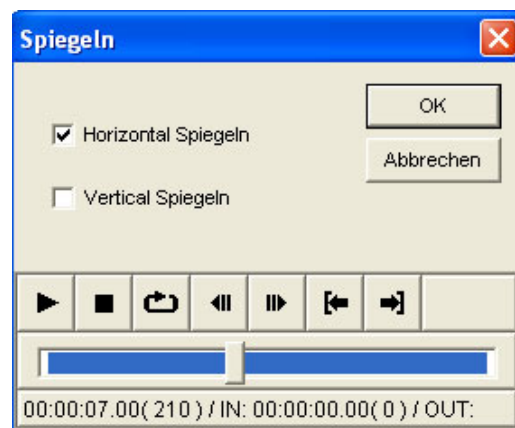 Spiegeln
OK
Horizontal Spiegeln
Abbrechen
Vertical Spiegeln
00:00:07.00( 210 ) / IN: 00:00:00.00( 0 ) / OUT: